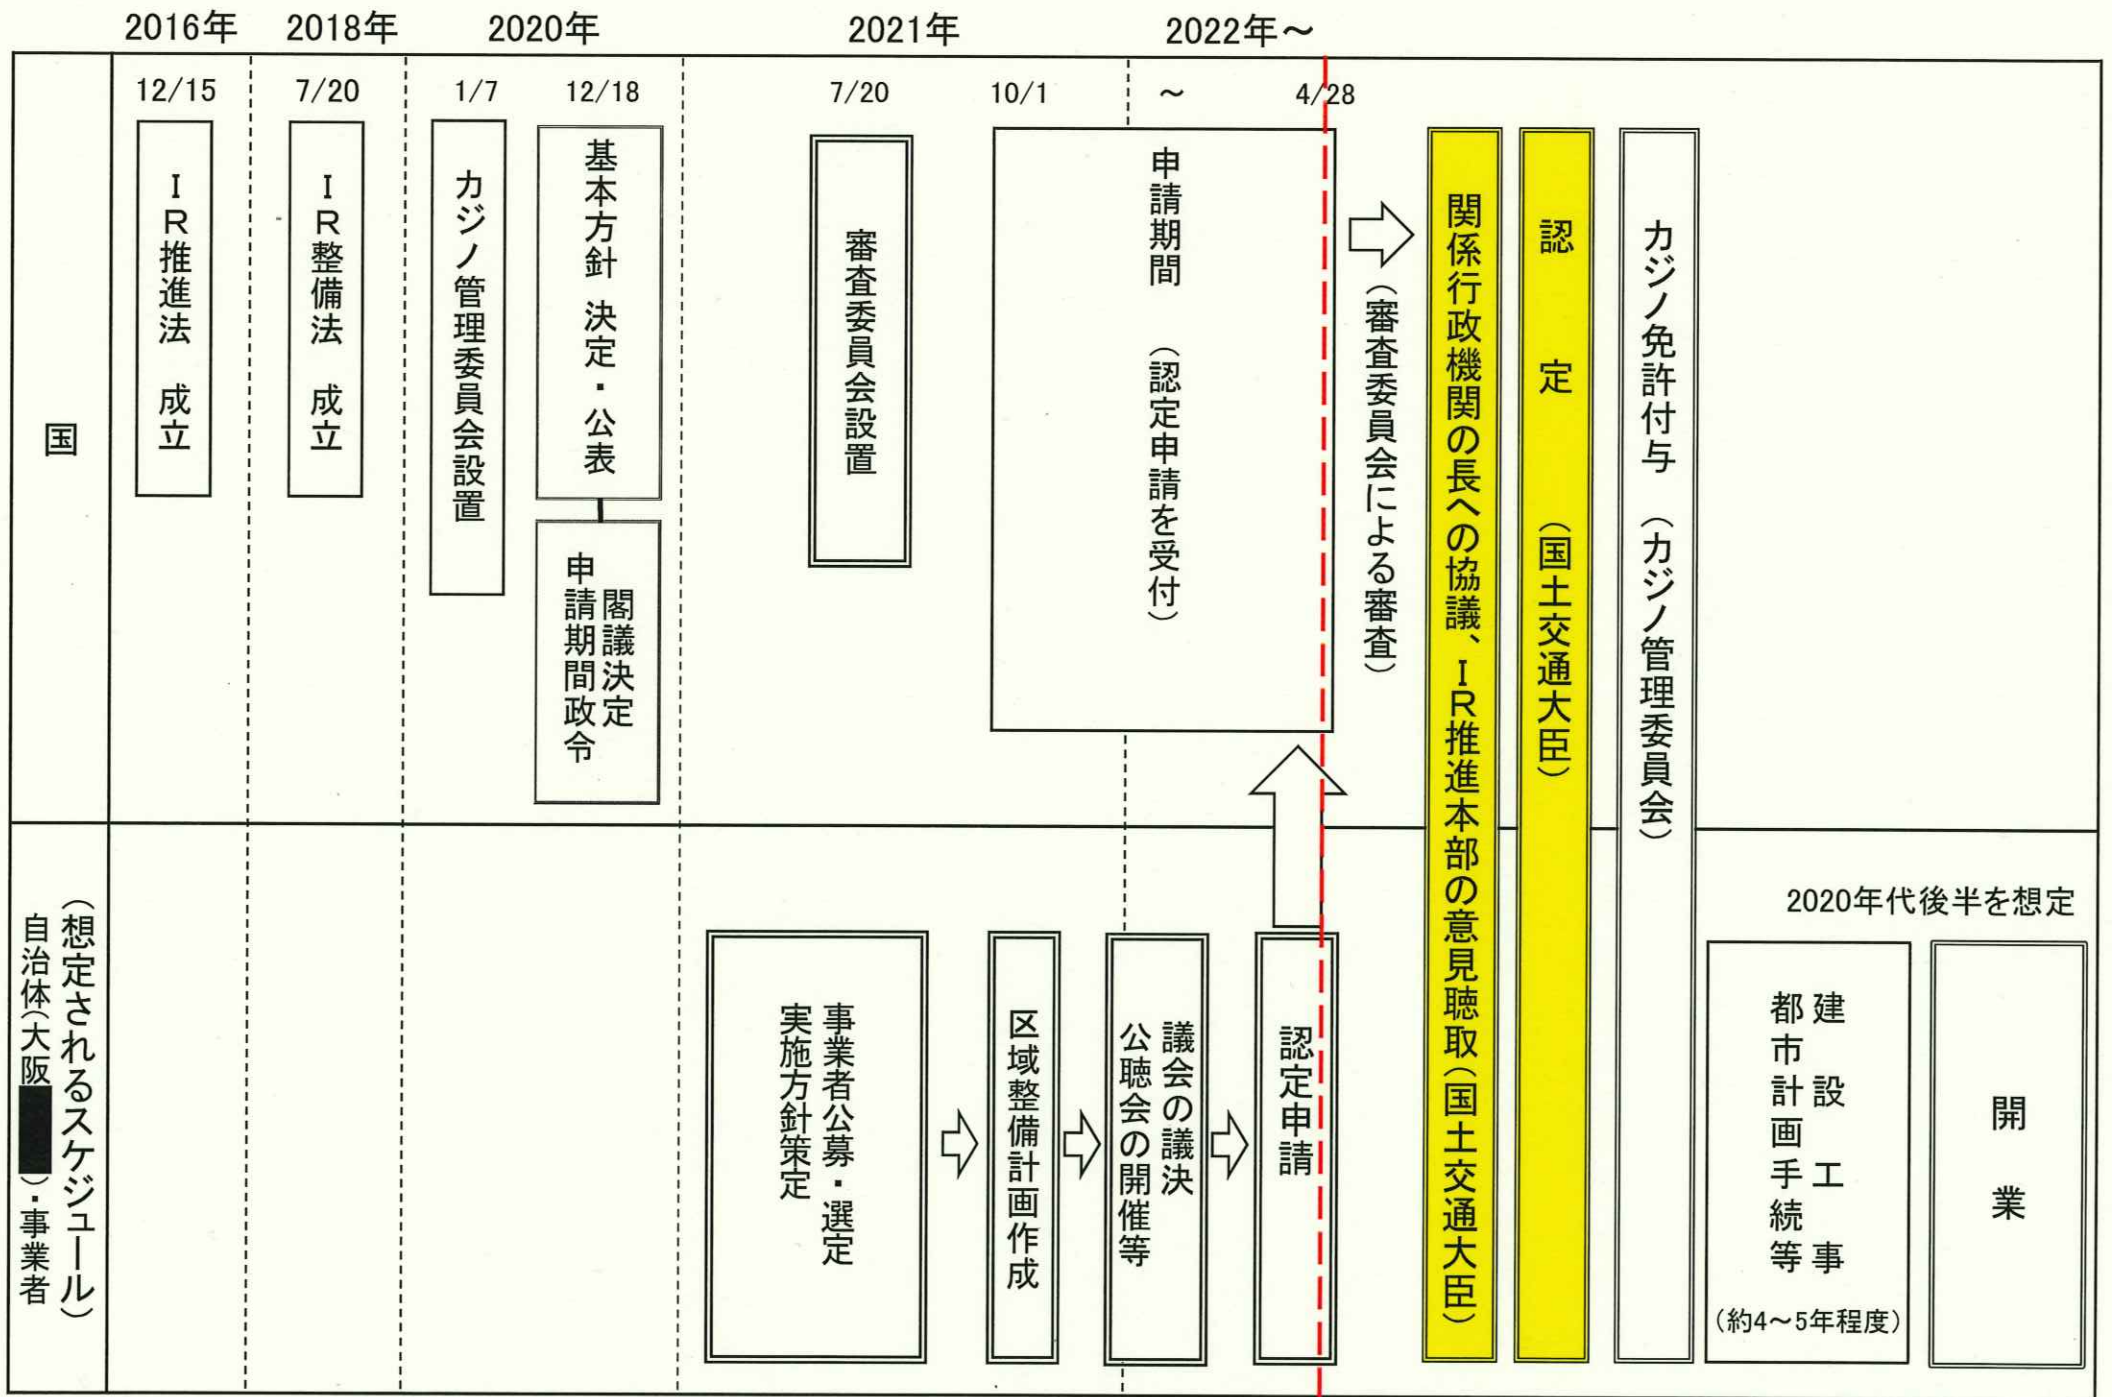 2016年 2018年 2020年 2021年 2022年～
国
12/15
IR推進法 成立
7/20
IR整備法 成立
1/7
カジノ管理委員会設置
12/18
基本方針 決定・公表
閣議決定
申請期間政令
7/20
審査委員会設置
10/1 ～ 4/28
申請期間 （認定申請を受付）
（審査委員会による審査）
関係行政機関の長への協議、IR推進本部の意見聴取（国土交通大臣）
認定 （国土交通大臣）
カジノ免許付与 （カジノ管理委員会）
（想定されるスケジュール）
自治体（大阪 ）・事業者
事業者公募・選定
実施方針策定
区域整備計画作成
議会の議決
公聴会の開催等
認定申請
2020年代後半を想定
建設工事
都市計画手続等
（約4～5年程度）
開業